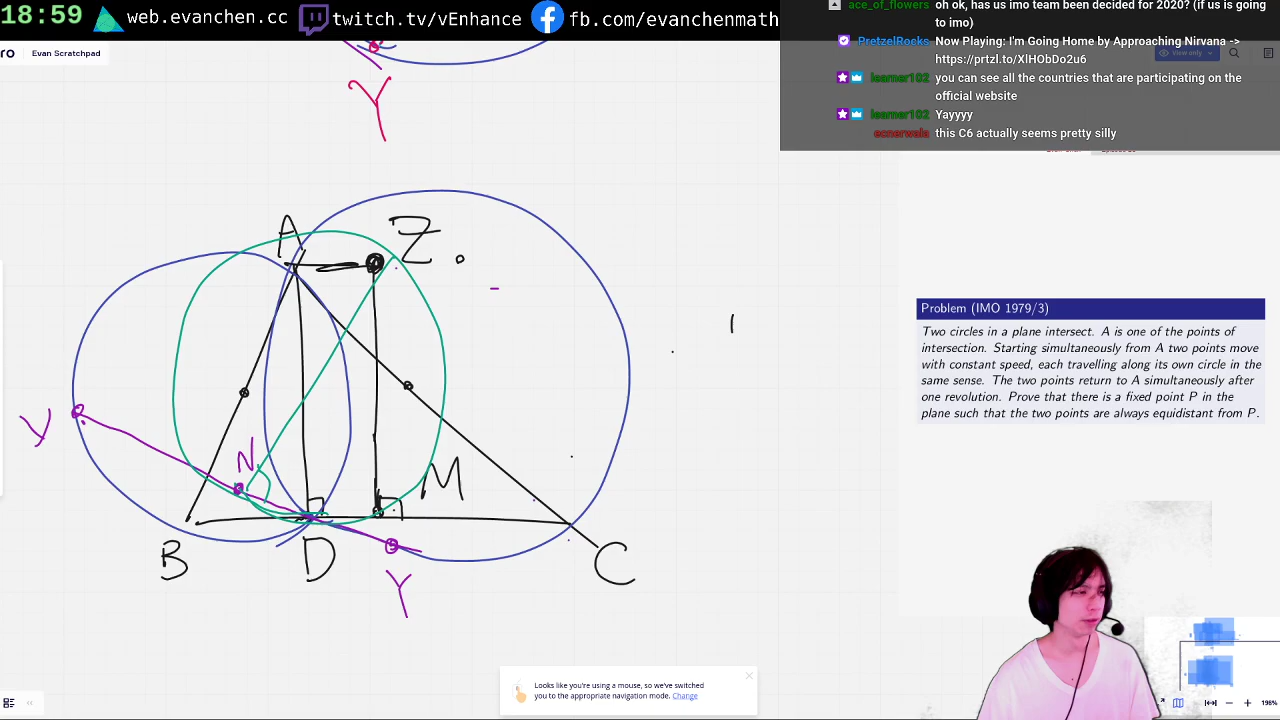 18:59
web.evanchen.cc
twitch.tv/vEnhance
fb.com/evanchenmath
ace_of_flowers oh ok, has us imo team been decided for 2020? (if us is going
to imo)
PretzelRocks Now Playing: I'm Going Home by Approaching Nirvana ->
https://prtzl.to/XlHObDo2u6
learner102 you can see all the countries that are participating on the
official website
learner102 Yayyyy
ecnerwala this C6 actually seems pretty silly
ro
Evan Scratchpad
View only
Y
A
Z
Y
N
M
B
D
C
Y
Problem (IMO 1979/3)
Two circles in a plane intersect. A is one of the points of
intersection. Starting simultaneously from A two points move
with constant speed, each travelling along its own circle in the
same sense. The two points return to A simultaneously after
one revolution. Prove that there is a fixed point P in the
plane such that the two points are always equidistant from P.
Looks like you're using a mouse, so we've switched
you to the appropriate navigation mode. Change
196%